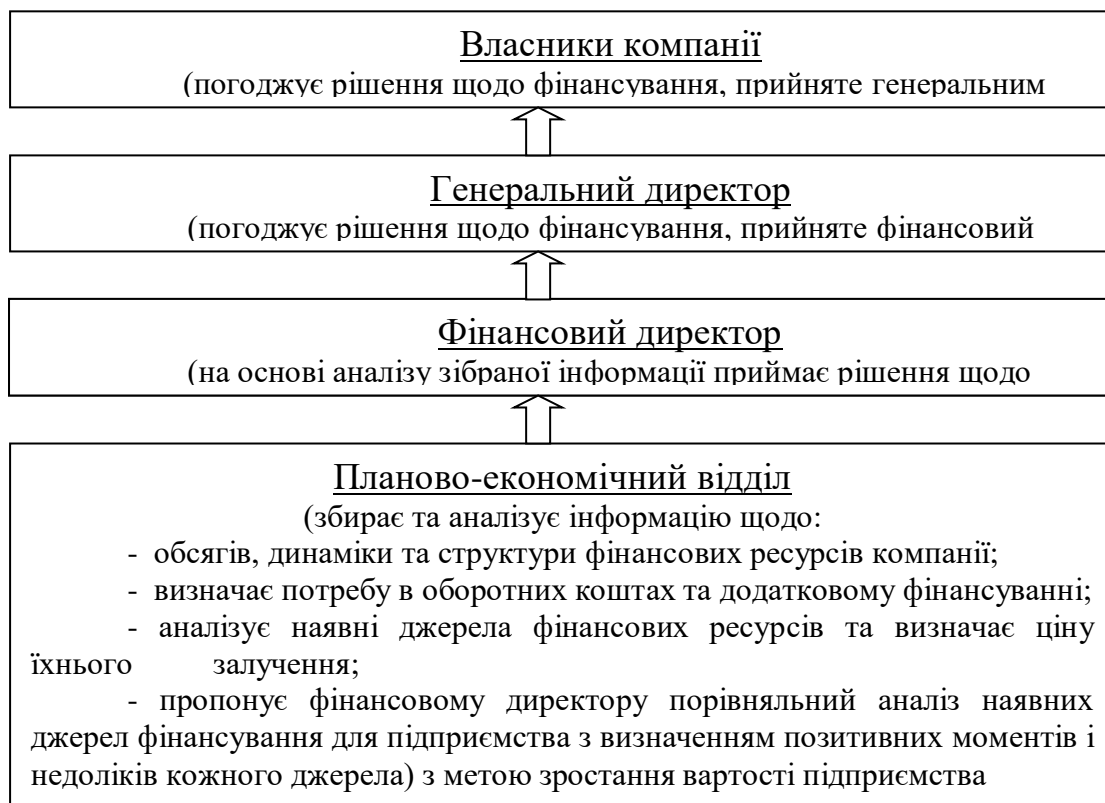 Власники компанії
(погоджує рішення щодо фінансування, прийняте генеральним
Генеральний директор
(погоджує рішення щодо фінансування, прийняте фінансовий
Фінансовий директор
(на основі аналізу зібраної інформації приймає рішення щодо
Планово-економічний відділ
(збирає та аналізує інформацію щодо:
- обсягів, динаміки та структури фінансових ресурсів компанії;
- визначає потребу в оборотних коштах та додатковому фінансуванні;
- аналізує наявні джерела фінансових ресурсів та визначає ціну
їхнього залучення;
- пропонує фінансовому директору порівняльний аналіз наявних
джерел фінансування для підприємства з визначенням позитивних моментів і
недоліків кожного джерела) з метою зростання вартості підприємства